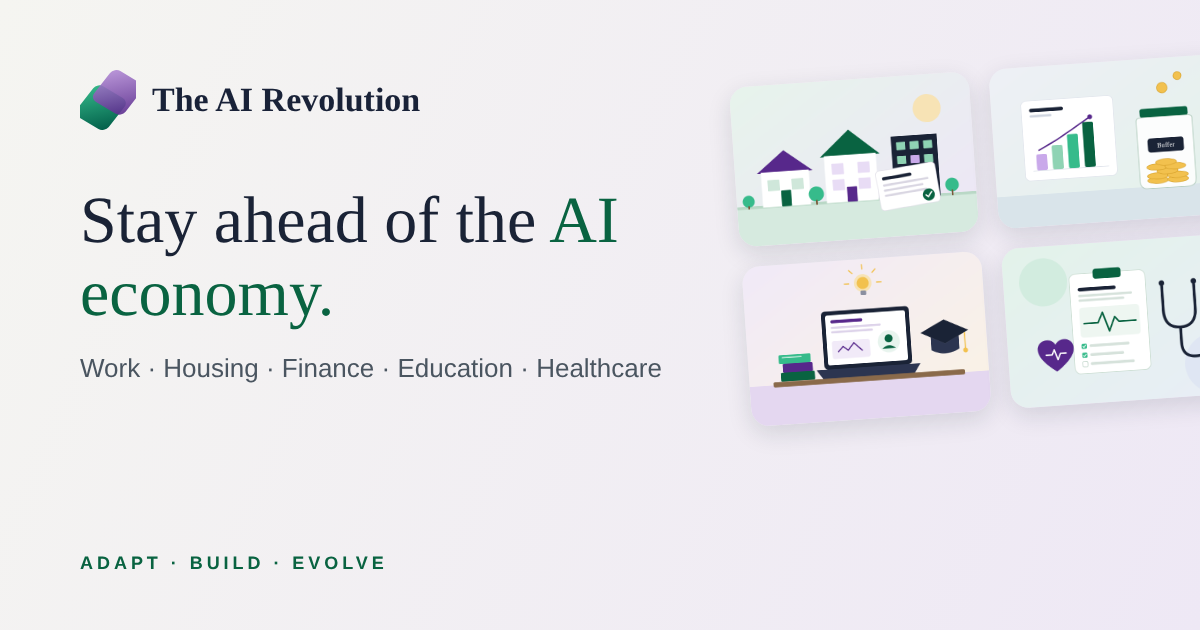 The AI Revolution
Stay ahead of the AI
economy.
Work · Housing · Finance · Education · Healthcare
ADAPT · BUILD · EVOLVE
Buffer